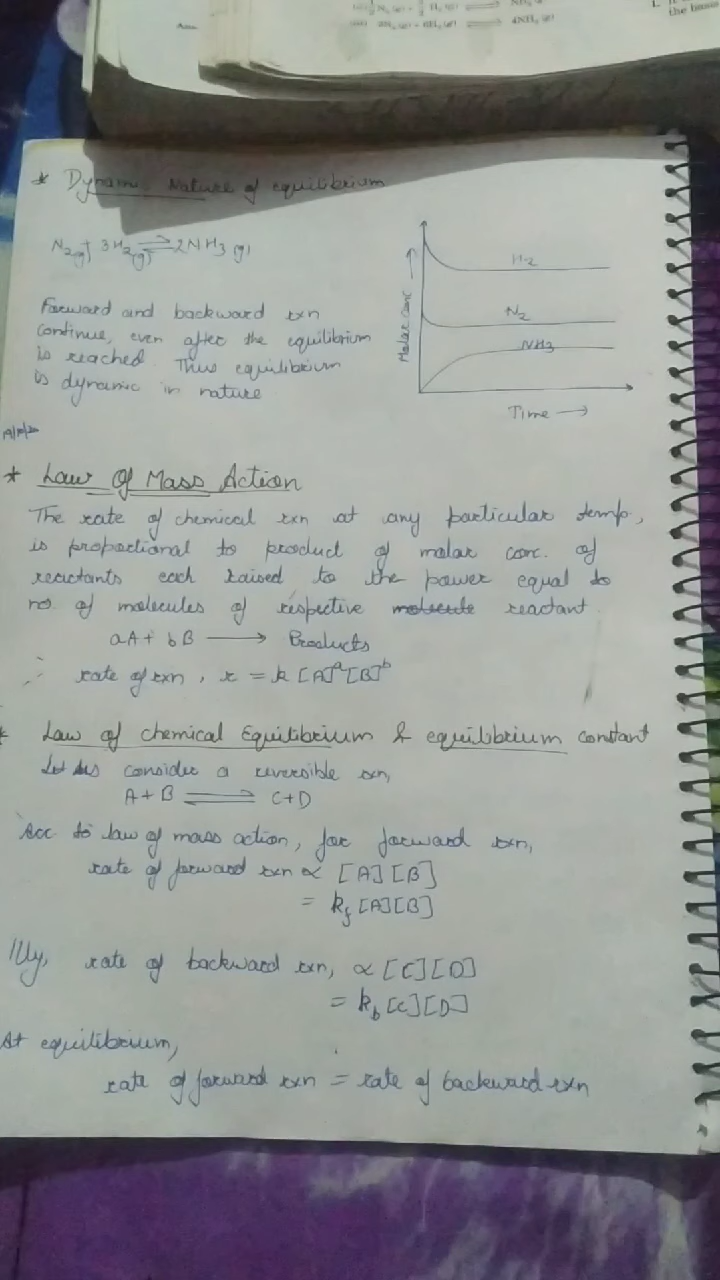 4NH₃ (g)
the basis
* Dynamic Nature of equilibrium
N₂(g) + 3H₂(g) ⇌ 2NH3 (g)
Forward and backward rxn
continue, even after the equilibrium
is reached. Thus equilibrium
is dynamic in nature
Molar conc →
H2
N₂
NH3
Time →
* Law Of Mass Action
The rate of chemical rxn at any particular temp,
is propotional to product of molar conc. of
reactants each raised to the power equal to
no. of molecules of respective reactant
aA + bB → Products
∴ rate of rxn, r = k [A]ᵃ[B]ᵇ
* Law of chemical Equilibrium & equilibrium constant
Let us consider a reversible rxn,
A + B ⇌ C + D
Acc to law of mass action, for forward rxn,
rate of forward rxn ∝ [A][B]
= kf [A][B]
Illly, rate of backward rxn, ∝ [C][D]
= kb [C][D]
At equilibrium,
rate of forward rxn = rate of backward rxn